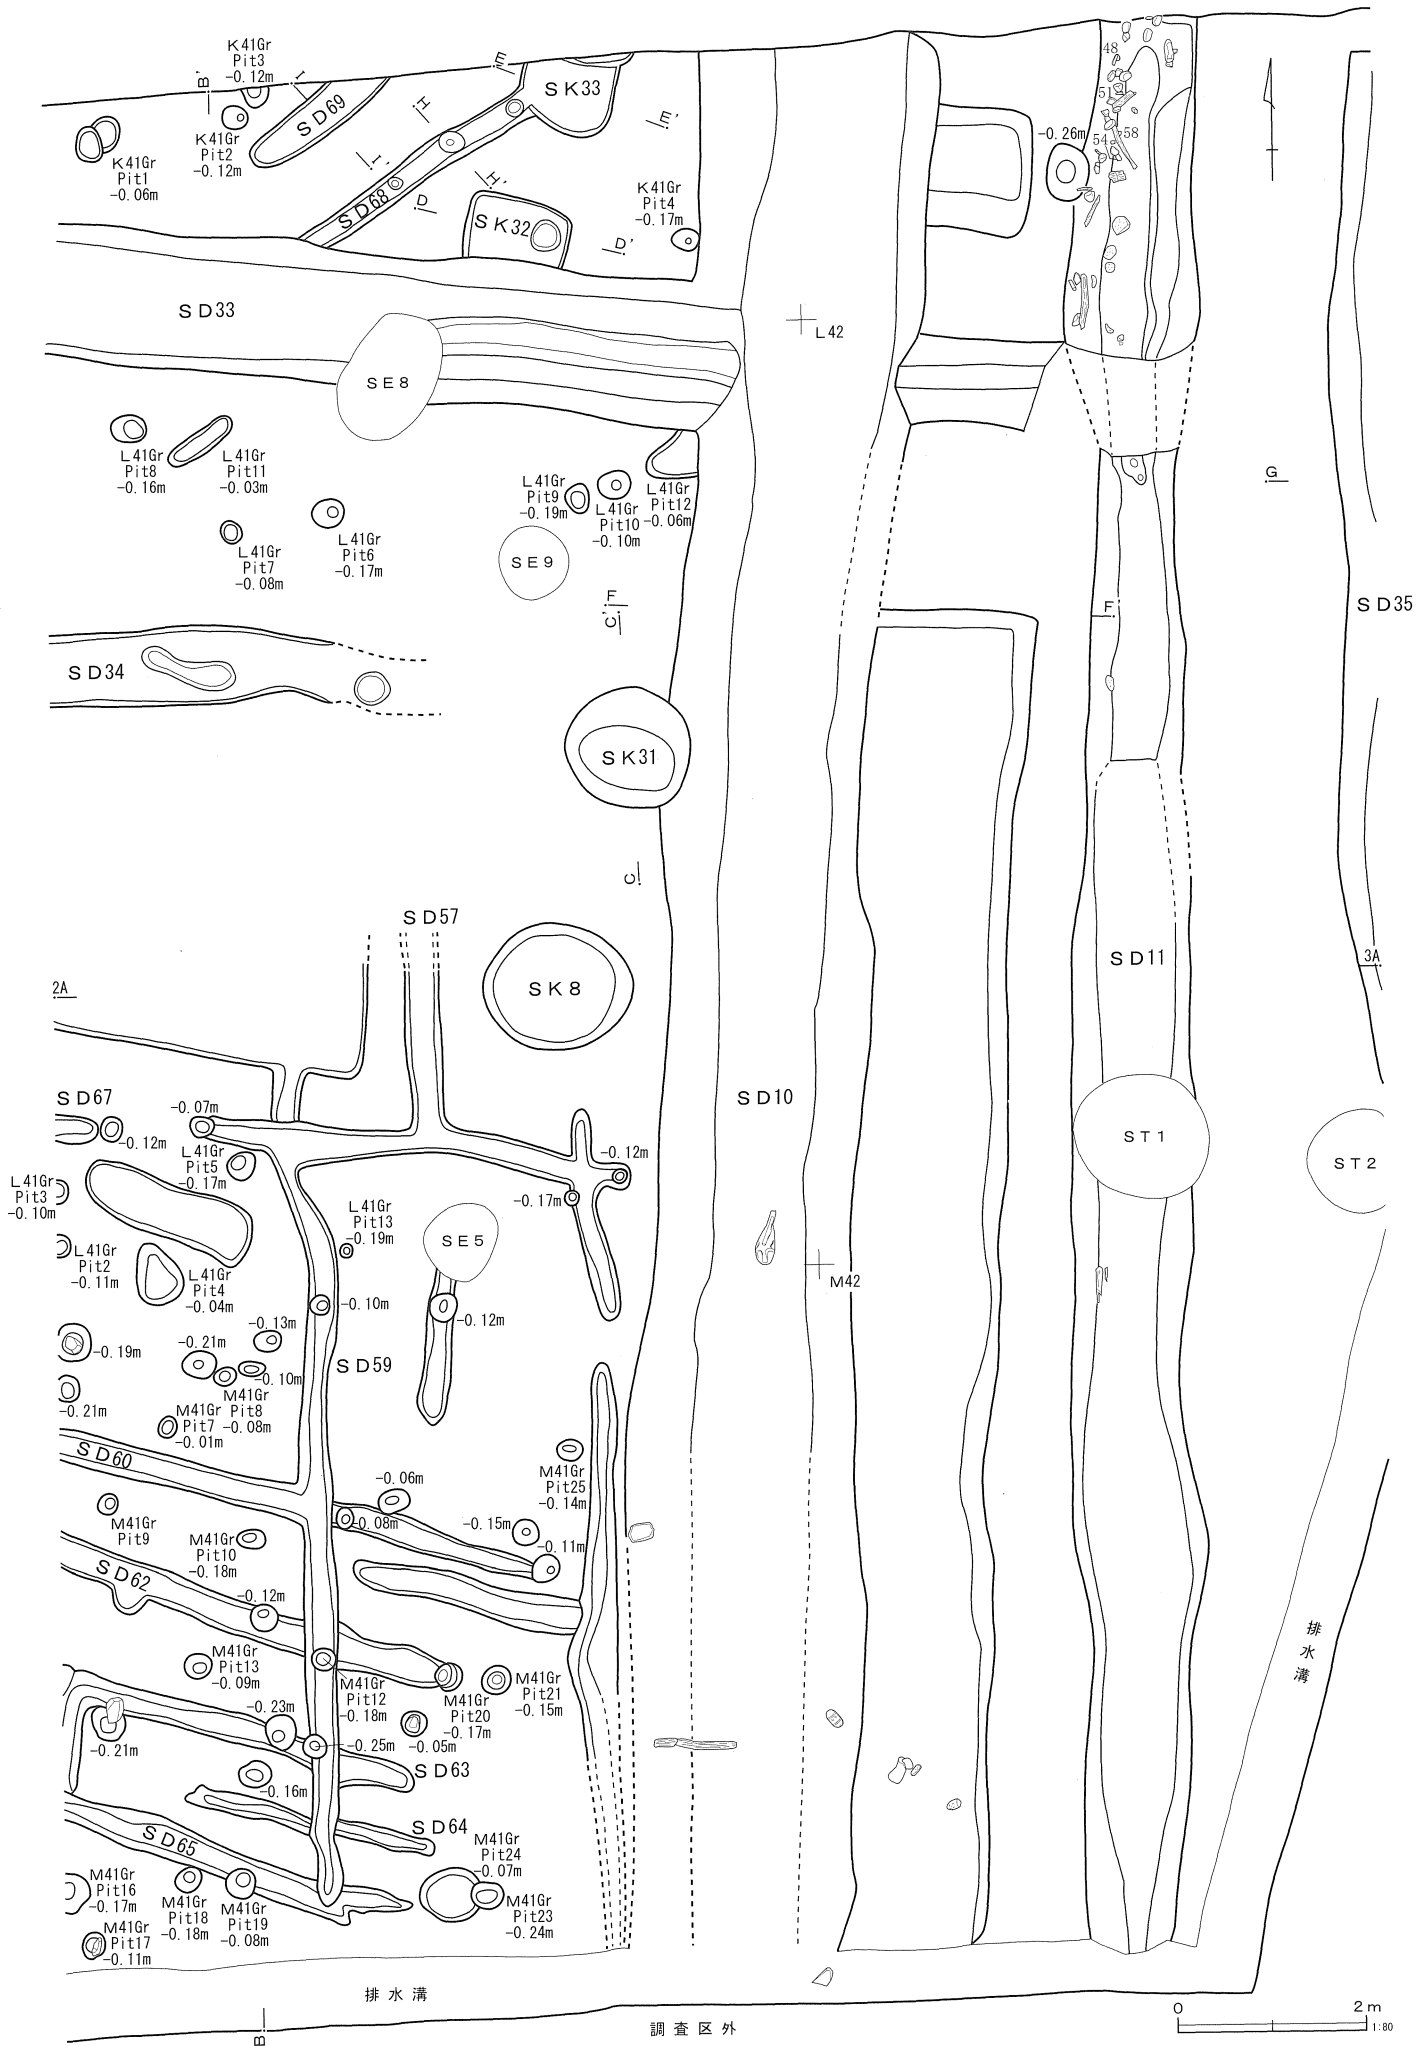 K41Gr
Pit3
-0.12m
B'
I
E
48
SK33
SD69
H
E'
51
K41Gr
Pit2
-0.12m
-0.26m
54
58
K41Gr
Pit1
-0.06m
I'
H'
K41Gr
Pit4
-0.17m
SD68
D
SK32
D'
SD33
L42
SE8
L41Gr
Pit8
-0.16m
L41Gr
Pit11
-0.03m
L41Gr
Pit9
-0.19m
L41Gr
Pit10
-0.10m
L41Gr
Pit12
-0.06m
G
L41Gr
Pit7
-0.08m
L41Gr
Pit6
-0.17m
SE9
F
C'
F'
SD35
SD34
SK31
C
SD57
SD11
3A
2A
SK8
SD67
-0.07m
SD10
-0.12m
L41Gr
Pit5
-0.17m
-0.12m
ST1
ST2
L41Gr
Pit3
-0.10m
-0.17m
L41Gr
Pit13
-0.19m
SE5
L41Gr
Pit2
-0.11m
L41Gr
Pit4
-0.04m
M42
-0.10m
-0.12m
-0.13m
-0.19m
-0.21m
SD59
-0.10m
-0.21m
M41Gr
Pit8
-0.08m
M41Gr
Pit7
-0.01m
SD60
M41Gr
Pit25
-0.14m
-0.06m
M41Gr
Pit9
-0.08m
-0.15m
M41Gr
Pit10
-0.18m
-0.11m
SD62
-0.12m
排水溝
M41Gr
Pit13
-0.09m
M41Gr
Pit12
-0.18m
M41Gr
Pit20
-0.17m
M41Gr
Pit21
-0.15m
-0.23m
-0.21m
-0.25m
-0.05m
SD63
-0.16m
SD64
SD65
M41Gr
Pit24
-0.07m
M41Gr
Pit16
-0.17m
M41Gr
Pit18
-0.18m
M41Gr
Pit19
-0.08m
M41Gr
Pit23
-0.24m
M41Gr
Pit17
-0.11m
排水溝
B
調査区外
0
2m
1:80